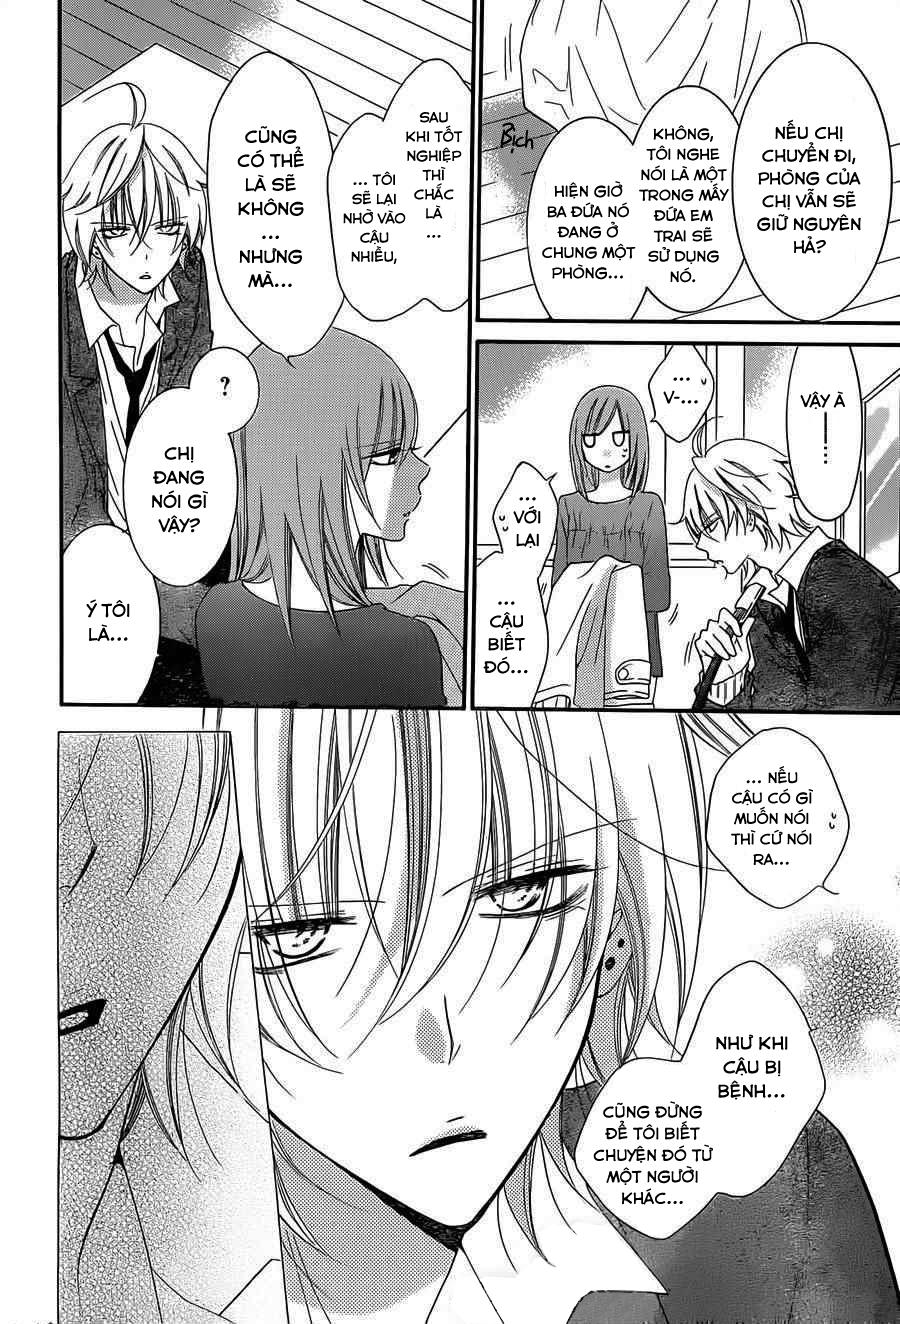 NẾU CHỊ
CHUYỂN ĐI,
PHÒNG CỦA
CHỊ VẪN SẼ
GIỮ NGUYÊN
HẢ?
KHÔNG,
TÔI NGHE
NÓI LÀ MỘT
TRONG MẤY
ĐỨA EM
TRAI SẼ
SỬ DỤNG
NÓ.
HIỆN GIỜ
BA ĐỨA NÓ
ĐANG Ở
CHUNG MỘT
PHÒNG...
Bịch
VẬY À
...
V-...
...
VỚI LẠI
...
CẬU
BIẾT
ĐÓ...
SAU
KHI TỐT
NGHIỆP
THÌ
CHẮC
LÀ
...
... TÔI
SẼ LẠI
NHỜ VÀO
CẬU
NHIỀU,
CŨNG
CÓ THỂ
LÀ SẼ
KHÔNG
...
NHƯNG
MÀ...
?
CHỊ
ĐANG
NÓI GÌ
VẬY?
Ý TÔI
LÀ...
... NẾU
CẬU CÓ GÌ
MUỐN NÓI
THÌ CỨ NÓI
RA...
NHƯ KHI
CẬU BỊ
BỆNH...
CŨNG ĐỪNG
ĐỂ TÔI BIẾT
CHUYỆN ĐÓ TỪ
MỘT NGƯỜI
KHÁC...